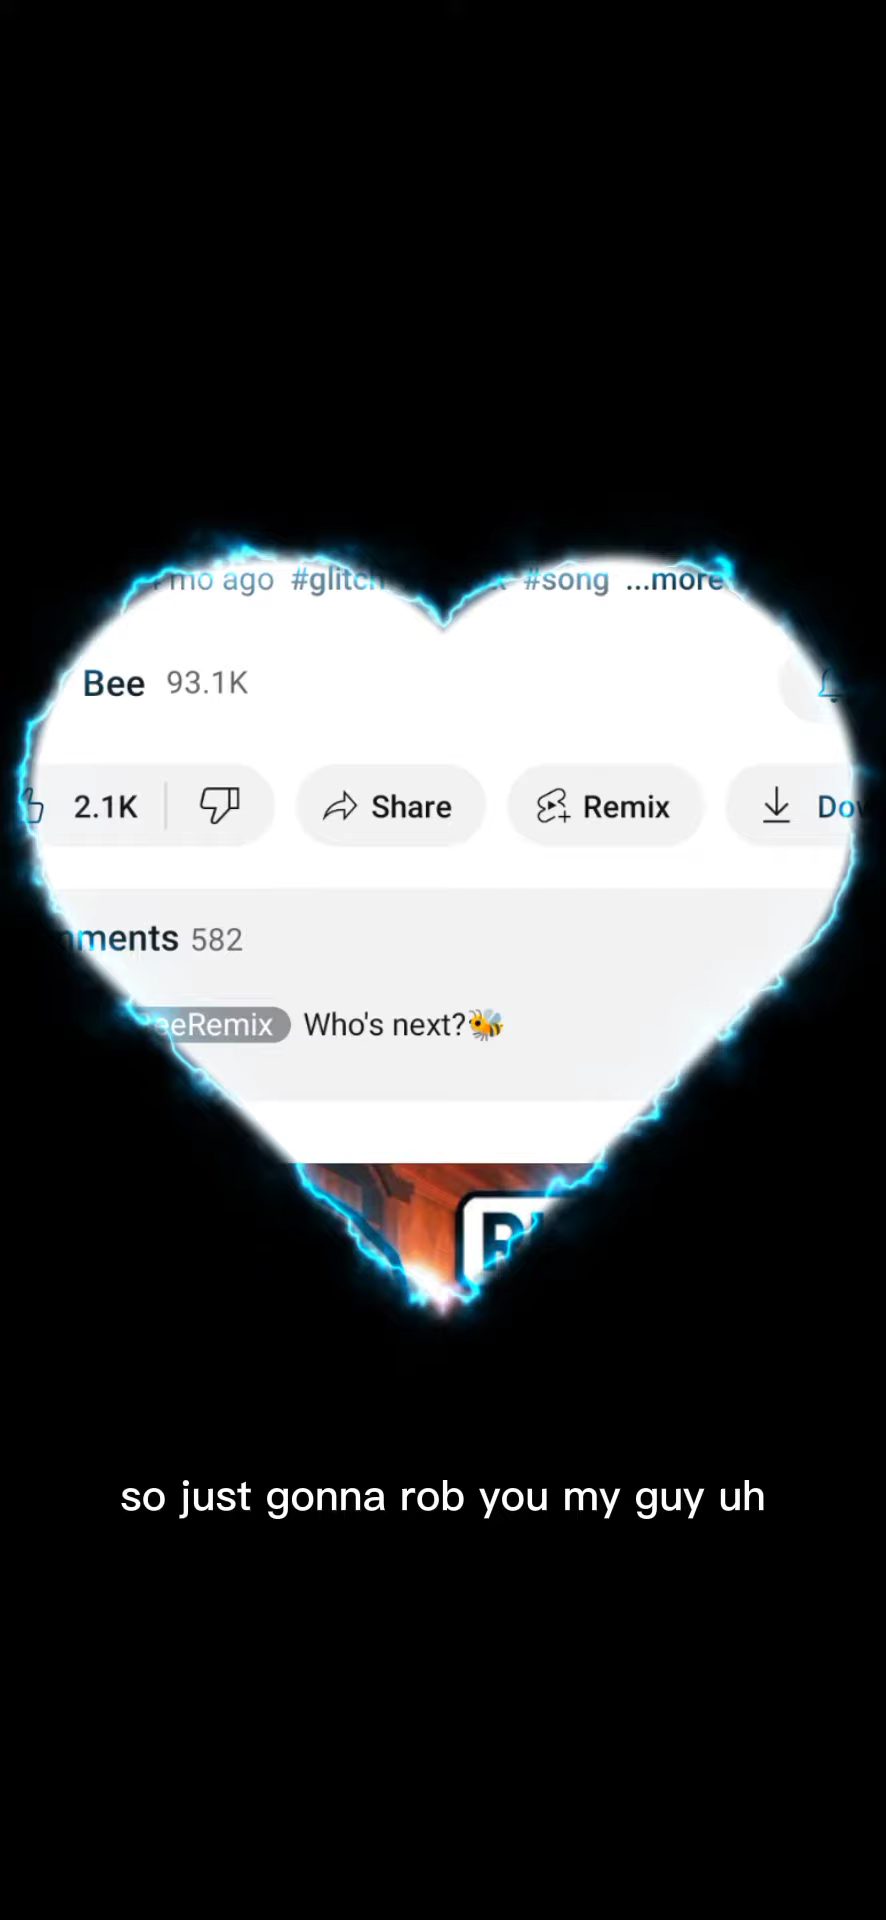 mo ago #glitch #song ...more
Bee 93.1K
2.1K Share Remix
582
Who's next?🐝
so just gonna rob you my guy uh